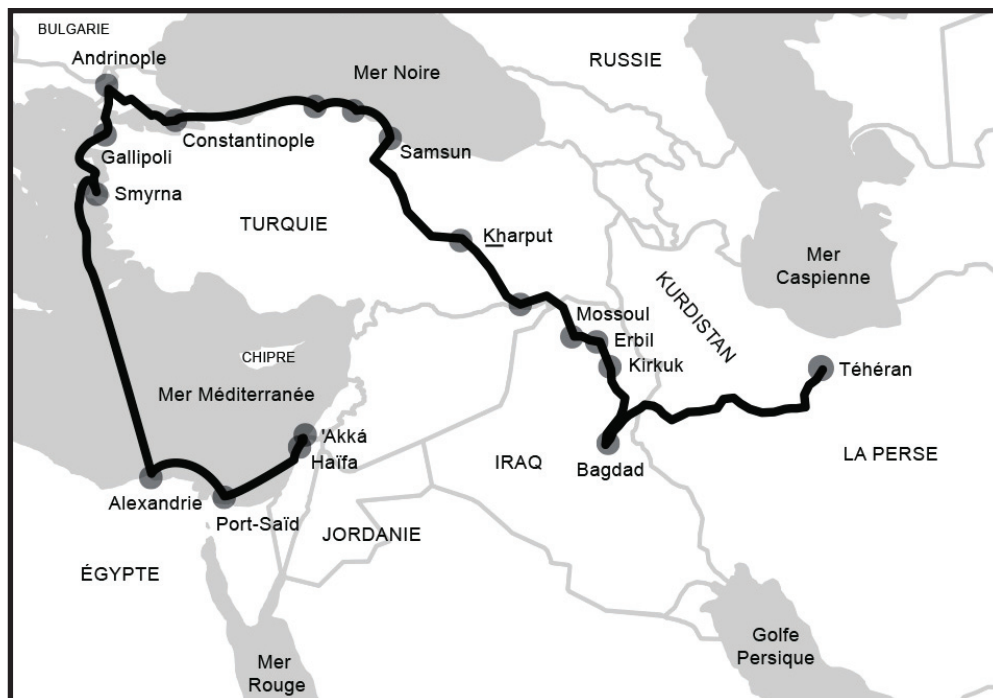 BULGARIE
Andrinople
Mer Noire
RUSSIE
Constantinople
Gallipoli
Samsun
Smyrna
TURQUIE
Kharput
Mer
Caspienne
KURDISTAN
Mossoul
Erbil
Kirkuk
CHIPRE
Téhéran
Mer Méditerranée
'Akká
Haïfa
IRAQ
Bagdad
LA PERSE
Alexandrie
Port-Saïd
JORDANIE
ÉGYPTE
Golfe
Persique
Mer
Rouge